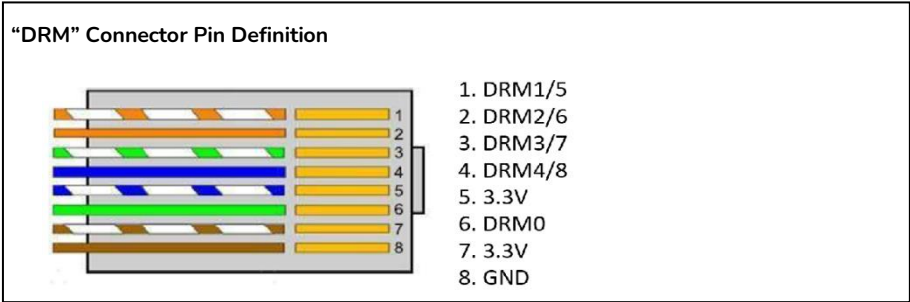 “DRM” Connector Pin Definition
1
2
3
4
5
6
7
8
1. DRM1/5
2. DRM2/6
3. DRM3/7
4. DRM4/8
5. 3.3V
6. DRM0
7. 3.3V
8. GND